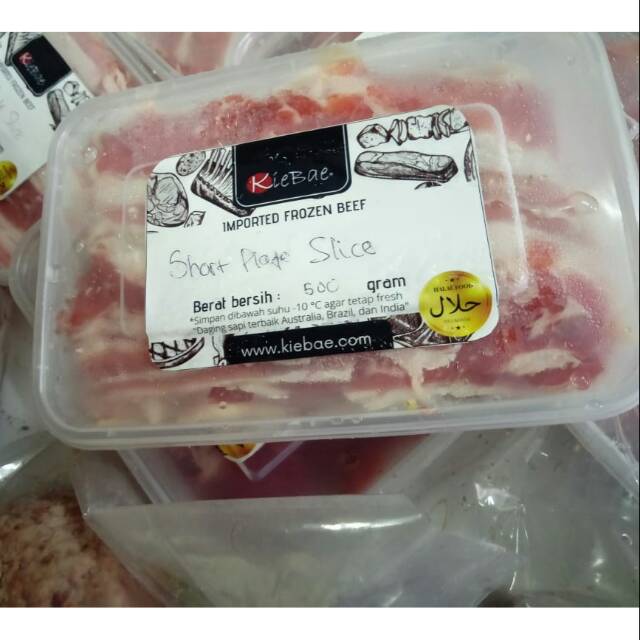 KieBae
IMPORTED FROZEN BEEF
Short Plate Slice
Berat bersih : 500 gram
*Simpan dibawah suhu -10 °C agar tetap fresh
"Daging sapi terbaik Australia, Brazil, dan India"
HALAL FOOD
حلال
www.kiebae.com